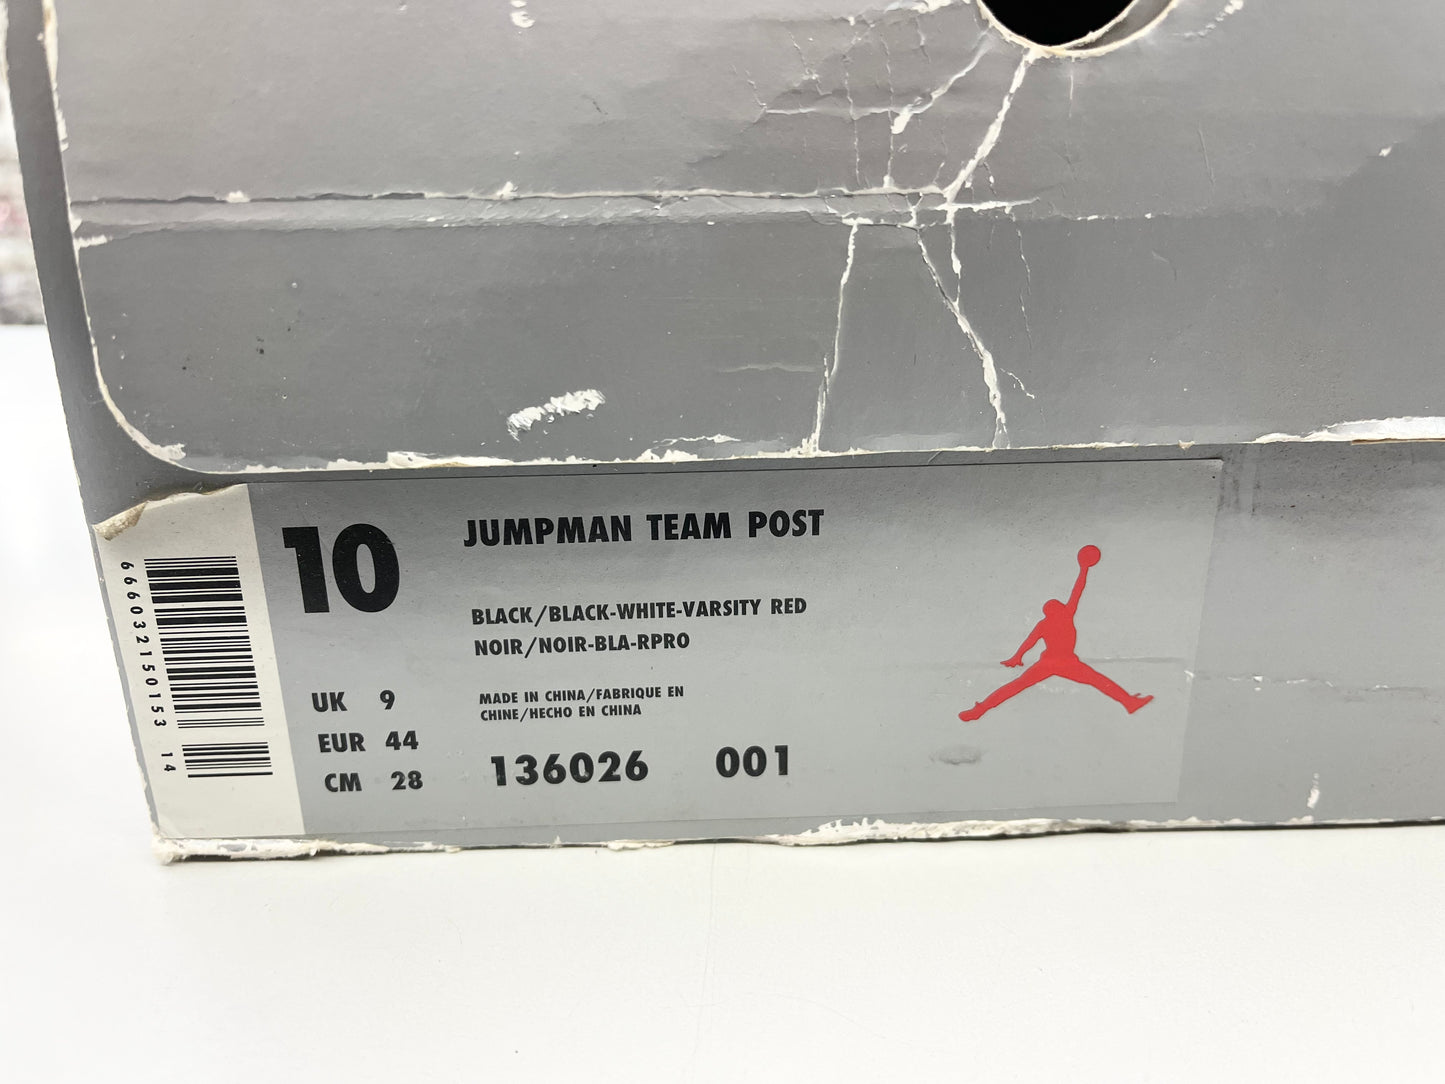 10
JUMPMAN TEAM POST
BLACK/BLACK-WHITE-VARSITY RED
NOIR/NOIR-BLA-RPRO
UK 9
EUR 44
CM 28
MADE IN CHINA/FABRIQUE EN
CHINE/HECHO EN CHINA
136026 001
666032150153 14